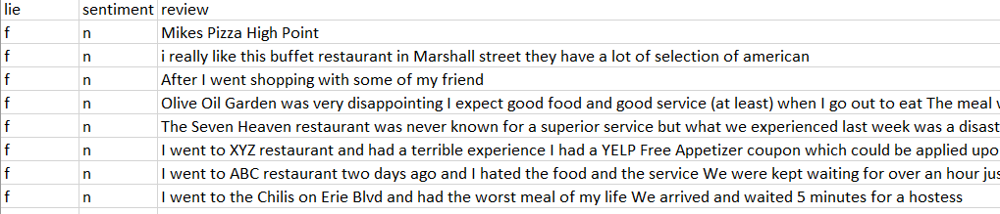 lie sentiment review
f n Mikes Pizza High Point
f n i really like this buffet restaurant in Marshall street they have a lot of selection of american
f n After I went shopping with some of my friend
f n Olive Oil Garden was very disappointing I expect good food and good service (at least) when I go out to eat The meal
f n The Seven Heaven restaurant was never known for a superior service but what we experienced last week was a disast
f n I went to XYZ restaurant and had a terrible experience I had a YELP Free Appetizer coupon which could be applied upo
f n I went to ABC restaurant two days ago and I hated the food and the service We were kept waiting for over an hour jus
f n I went to the Chilis on Erie Blvd and had the worst meal of my life We arrived and waited 5 minutes for a hostess